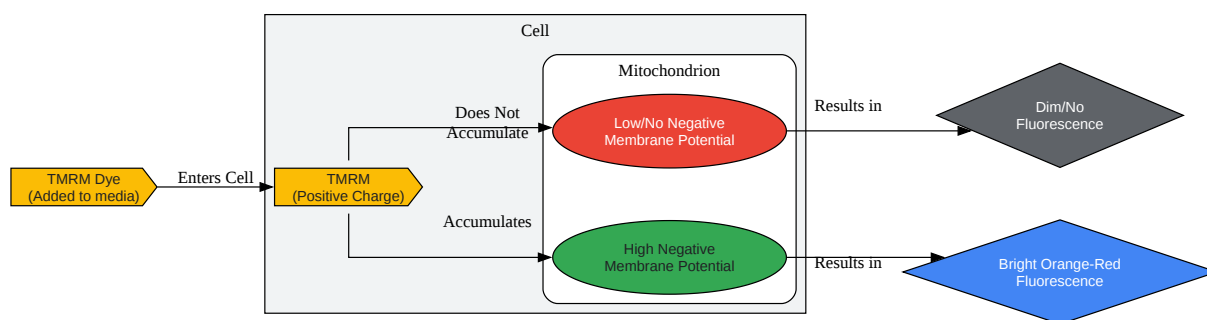 Cell
Mitochondrion
Does Not
Accumulate
Low/No Negative
Membrane Potential
Results in
Dim/No
Fluorescence
TMRM Dye
(Added to media)
Enters Cell
TMRM
(Positive Charge)
Accumulates
High Negative
Membrane Potential
Results in
Bright Orange-Red
Fluorescence